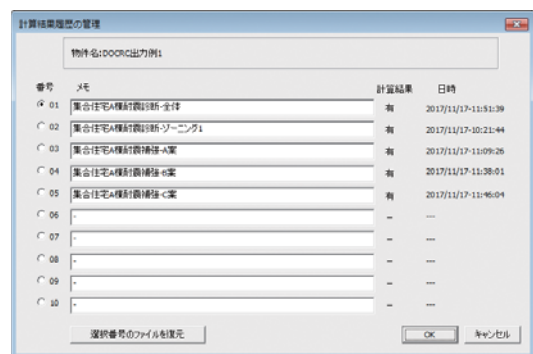 計算結果履歴の管理
物件名:DOCRC出力例1
番号 メモ 計算結果 日時
01 集合住宅A棟耐震診断-全体 有 2017/11/17-11:51:39
02 集合住宅A棟耐震診断-ゾーニング1 有 2017/11/17-10:21:44
03 集合住宅A棟耐震補強-A案 有 2017/11/17-11:09:26
04 集合住宅A棟耐震補強-B案 有 2017/11/17-11:38:01
05 集合住宅A棟耐震補強-C案 有 2017/11/17-11:46:04
06 - -- ---
07 - -- ---
08 - -- ---
09 - -- ---
10 - -- ---
選択番号のファイルを復元 OK キャンセル